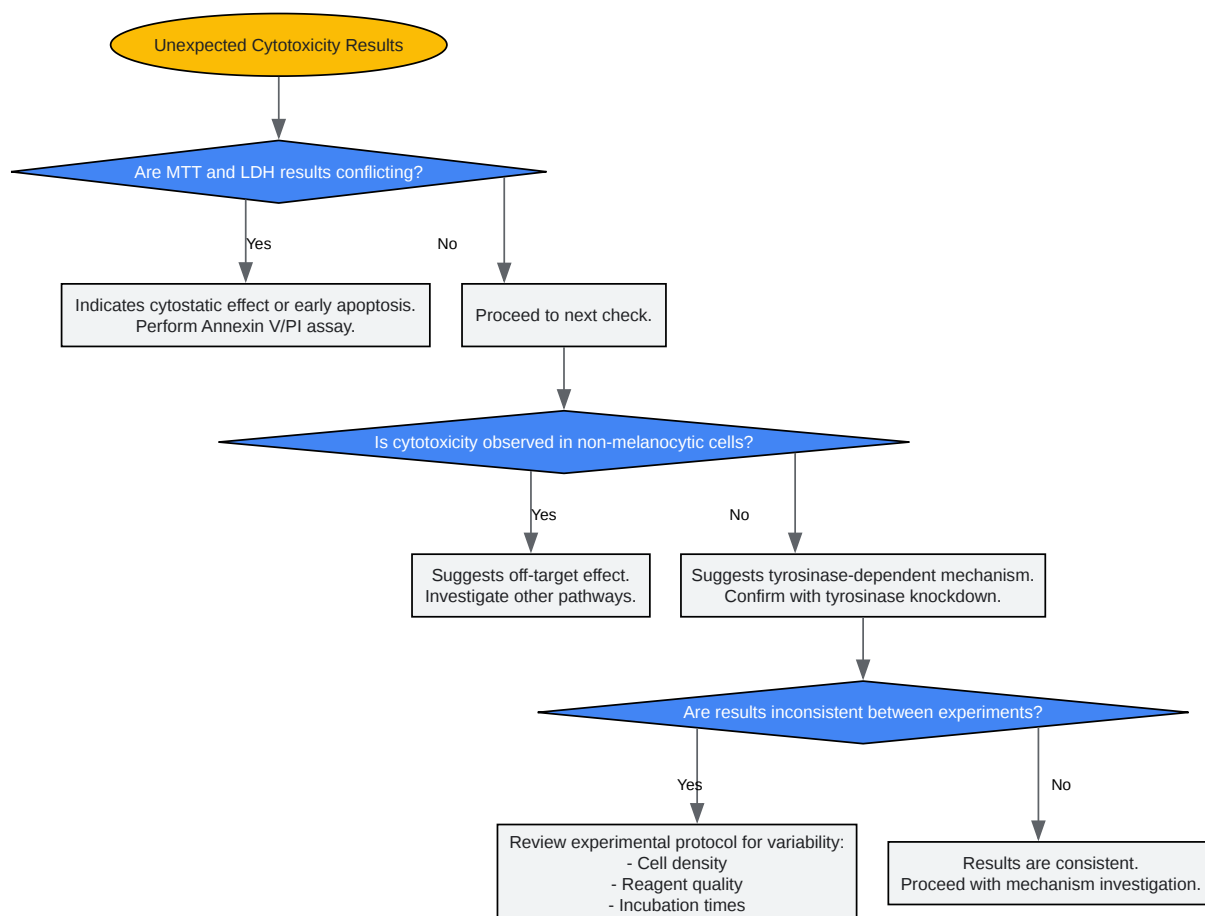 Unexpected Cytotoxicity Results
Are MTT and LDH results conflicting?
Yes
No
Indicates cytostatic effect or early apoptosis.
Perform Annexin V/PI assay.
Proceed to next check.
Is cytotoxicity observed in non-melanocytic cells?
Yes
No
Suggests off-target effect.
Investigate other pathways.
Suggests tyrosinase-dependent mechanism.
Confirm with tyrosinase knockdown.
Are results inconsistent between experiments?
Yes
No
Review experimental protocol for variability:
- Cell density
- Reagent quality
- Incubation times
Results are consistent.
Proceed with mechanism investigation.